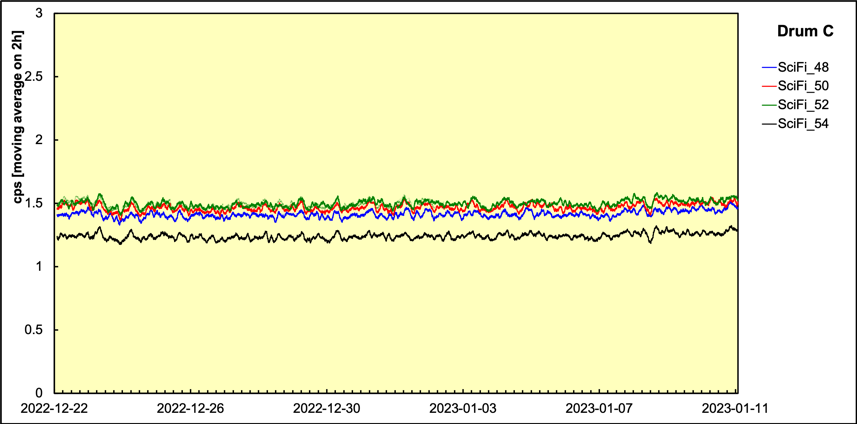 Drum C
SciFi_48
SciFi_50
SciFi_52
SciFi_54
cps [moving average on 2h]
3
2.5
2
1.5
1
0.5
0
2022-12-22 2022-12-26 2022-12-30 2023-01-03 2023-01-07 2023-01-11